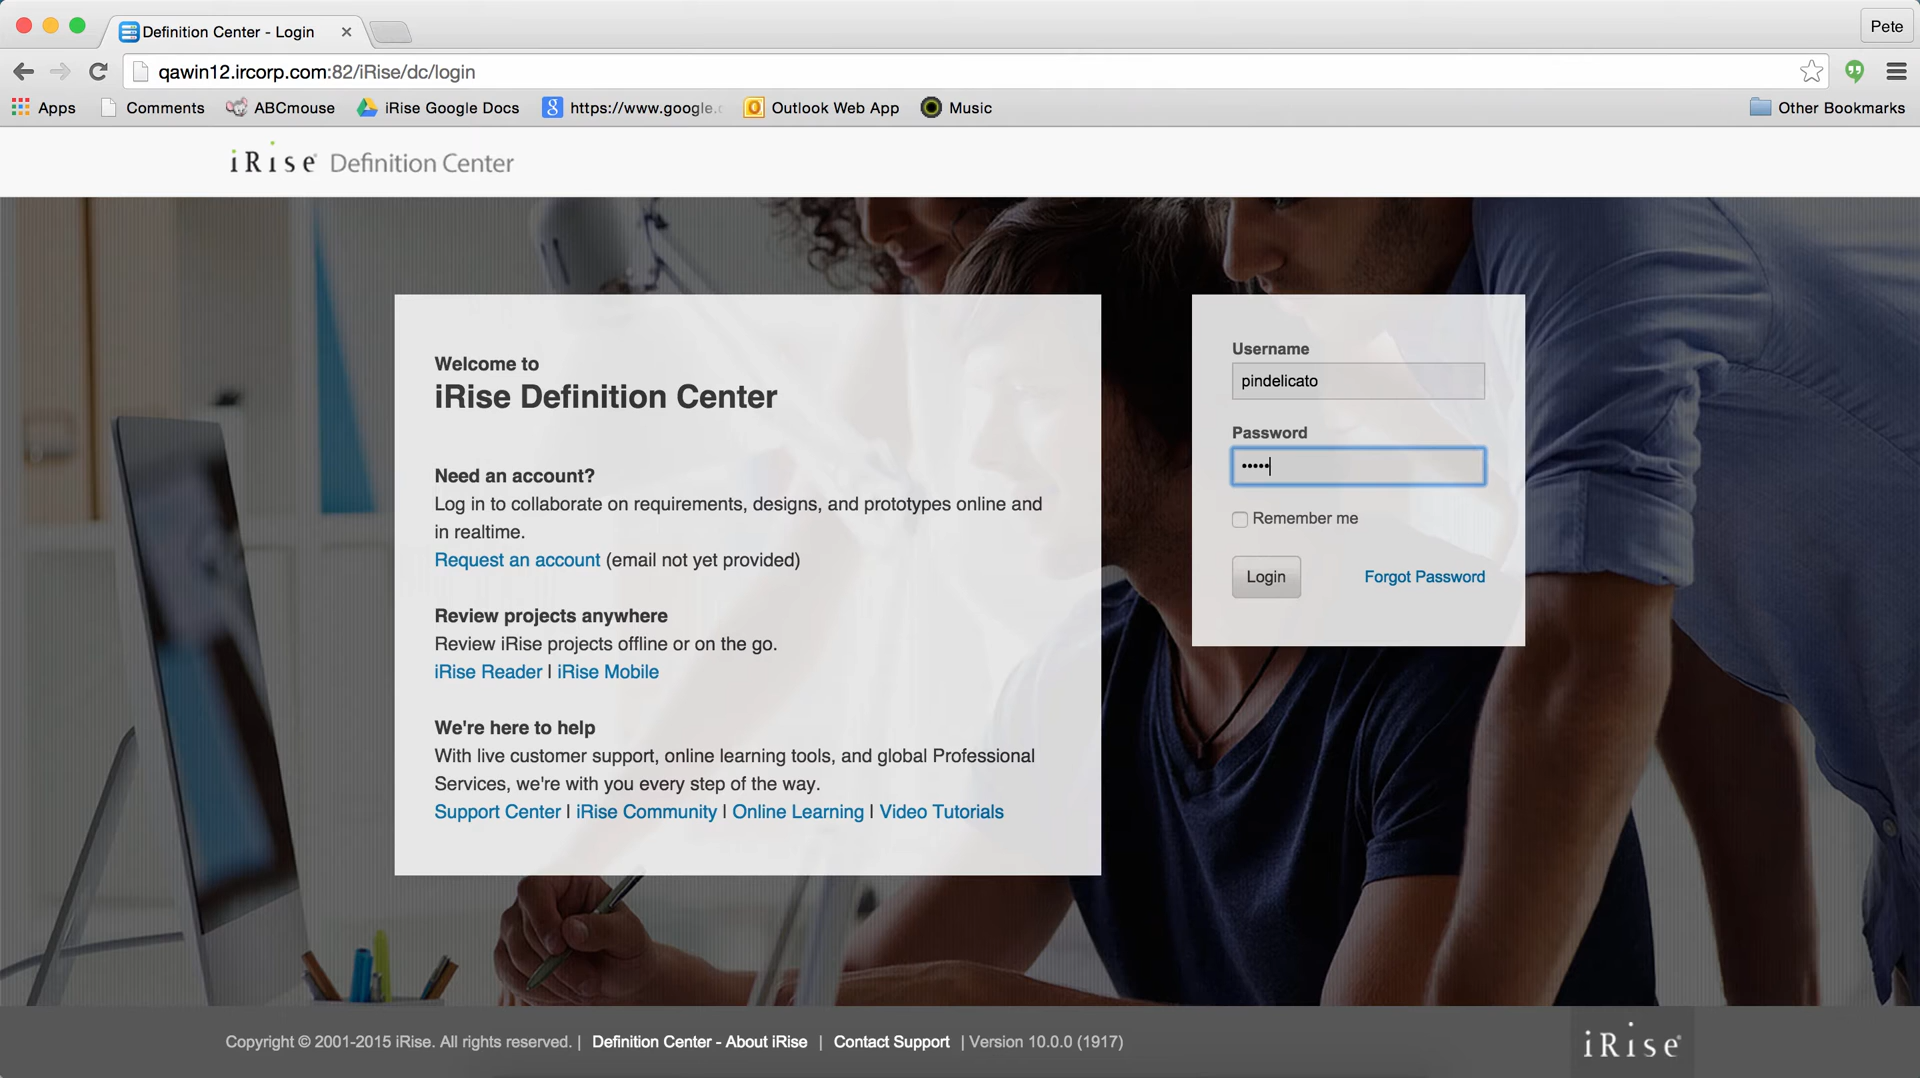 Definition Center - Login
Pete
qawin12.ircorp.com:82/iRise/dc/login
Apps Comments ABCmouse iRise Google Docs https://www.google.c Outlook Web App Music Other Bookmarks
iRise Definition Center
Welcome to
iRise Definition Center
Need an account?
Log in to collaborate on requirements, designs, and prototypes online and
in realtime.
Request an account (email not yet provided)
Review projects anywhere
Review iRise projects offline or on the go.
iRise Reader | iRise Mobile
We're here to help
With live customer support, online learning tools, and global Professional
Services, we're with you every step of the way.
Support Center | iRise Community | Online Learning | Video Tutorials
Username
pindelicato
Password
•••••
Remember me
Login Forgot Password
Copyright © 2001-2015 iRise. All rights reserved. | Definition Center - About iRise | Contact Support | Version 10.0.0 (1917)
iRise